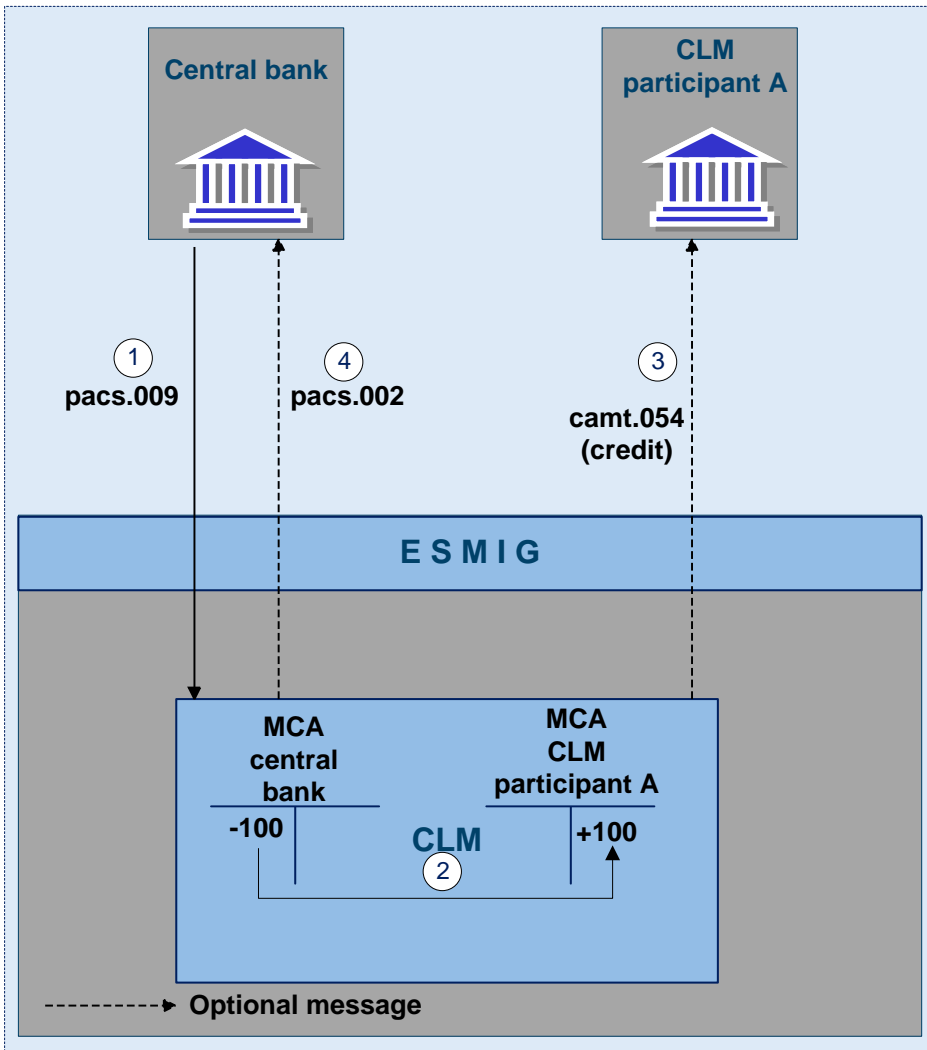 Central bank
CLM
participant A
1
pacs.009
4
pacs.002
3
camt.054
(credit)
E S M I G
MCA
central
bank
MCA
CLM
participant A
-100
+100
CLM
2
Optional message